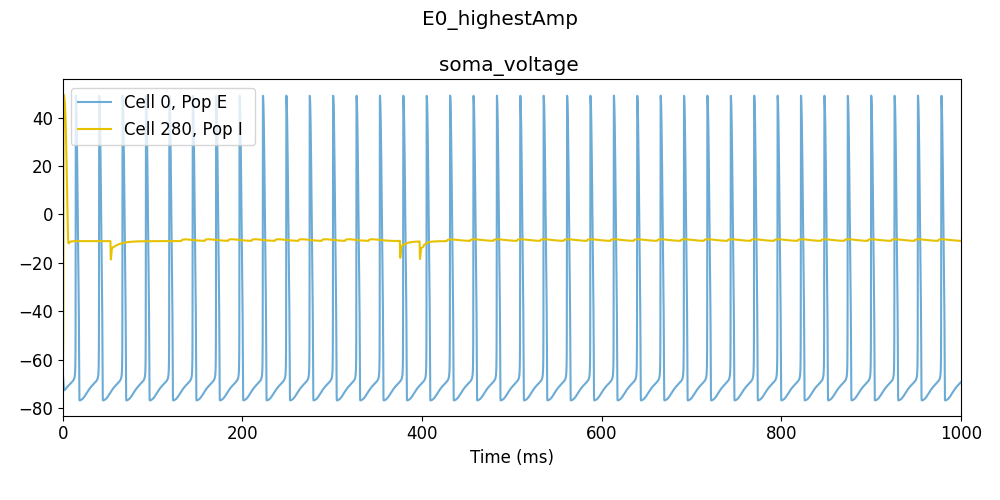 E0_highestAmp
soma_voltage
Cell 0, Pop E
Cell 280, Pop I
40
20
0
−20
−40
−60
−80
0 200 400 600 800 1000
Time (ms)